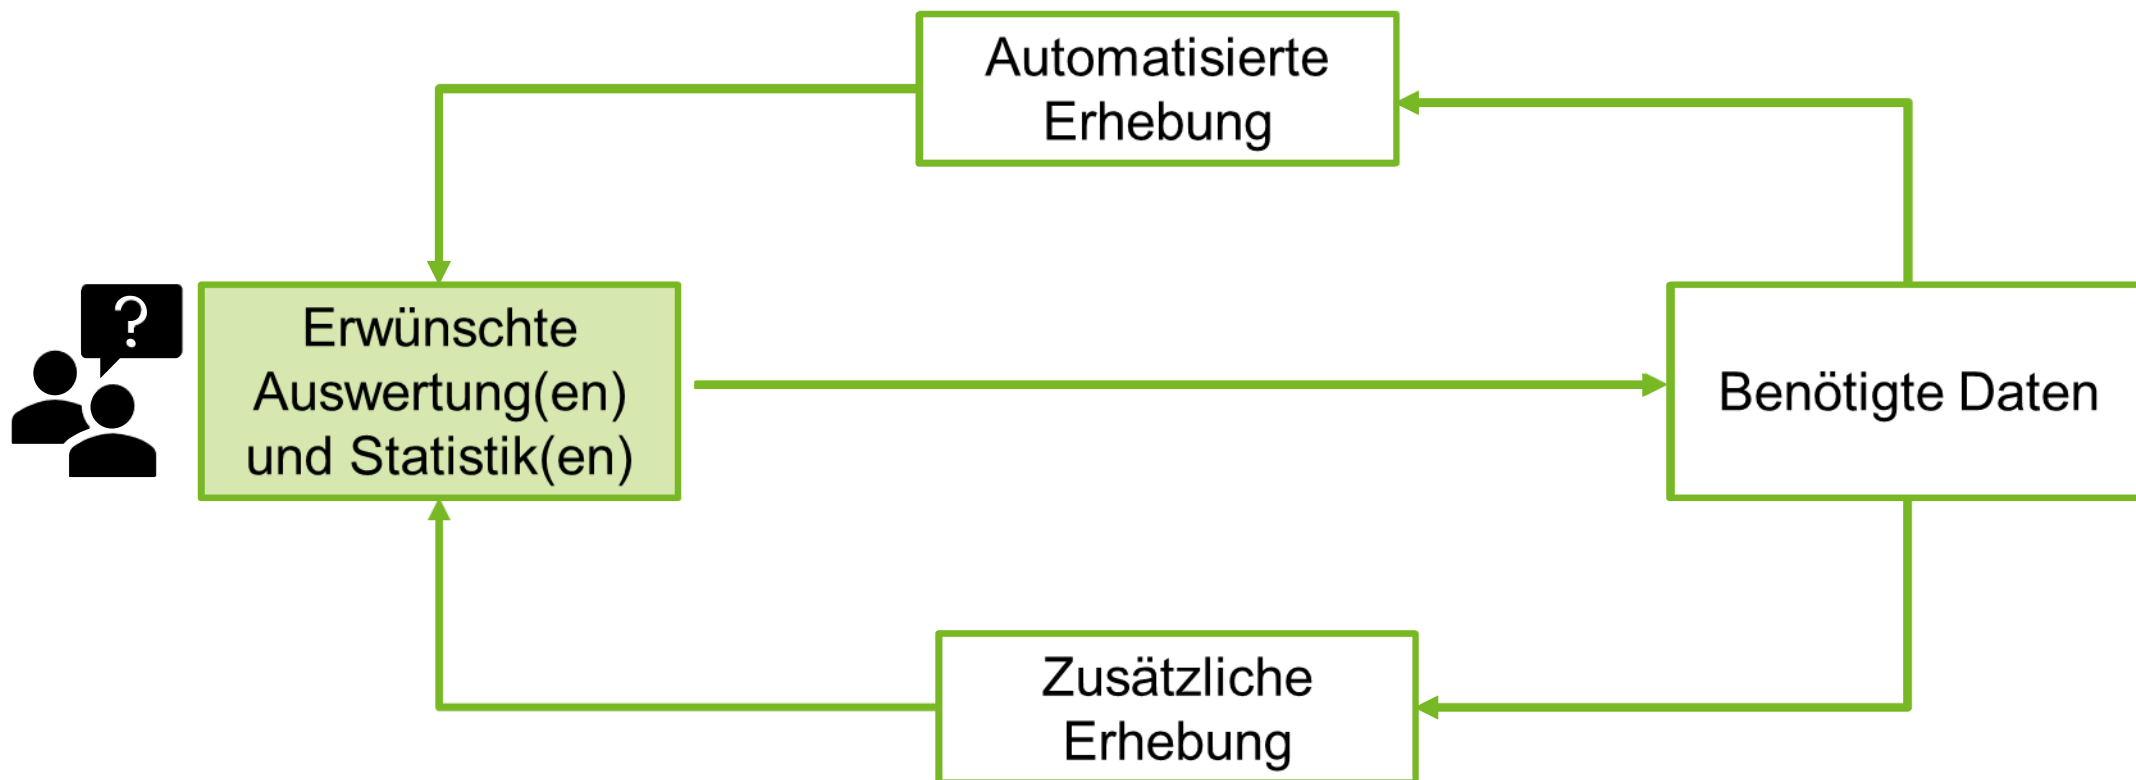 Automatisierte
Erhebung
?
Erwünschte
Auswertung(en)
und Statistik(en)
Benötigte Daten
Zusätzliche
Erhebung